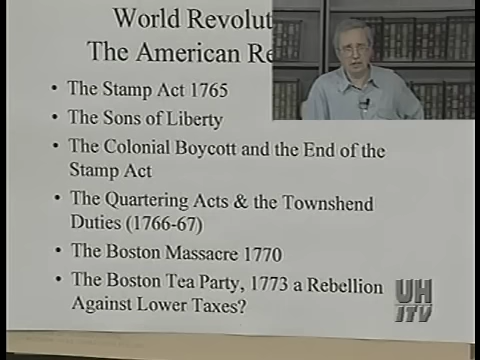 World Revolut
The American Re
• The Stamp Act 1765
• The Sons of Liberty
• The Colonial Boycott and the End of the
Stamp Act
• The Quartering Acts & the Townshend
Duties (1766-67)
• The Boston Massacre 1770
• The Boston Tea Party, 1773 a Rebellion
Against Lower Taxes?
UH
ITV